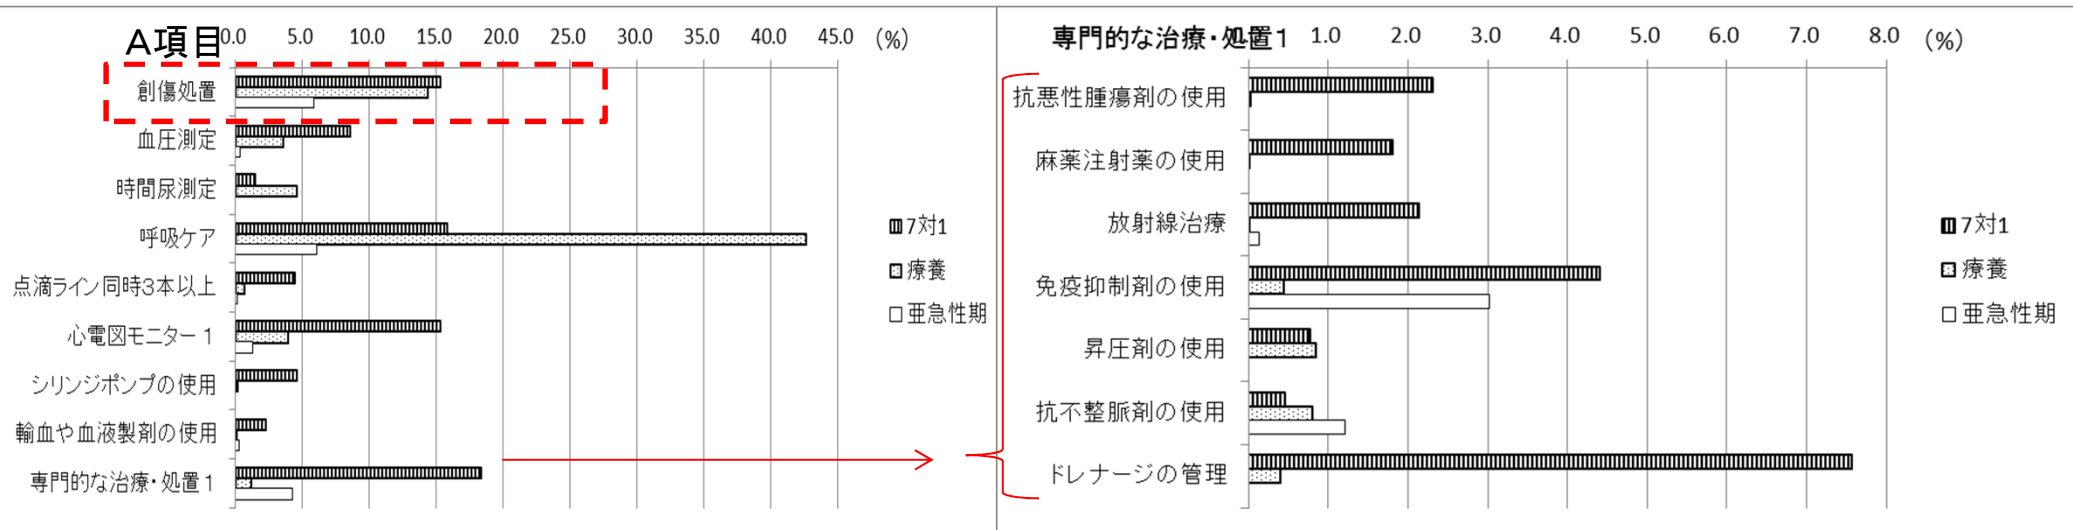 A項目
0.0 5.0 10.0 15.0 20.0 25.0 30.0 35.0 40.0 45.0 (%)
創傷処置
血圧測定
時間尿測定
呼吸ケア
点滴ライン同時3本以上
心電図モニター1
シリンジポンプの使用
輸血や血液製剤の使用
専門的な治療・処置1
7対1
療養
亜急性期
専門的な治療・処置1
1.0 2.0 3.0 4.0 5.0 6.0 7.0 8.0 (%)
抗悪性腫瘍剤の使用
麻薬注射薬の使用
放射線治療
免疫抑制剤の使用
昇圧剤の使用
抗不整脈剤の使用
ドレナージの管理
7対1
療養
亜急性期